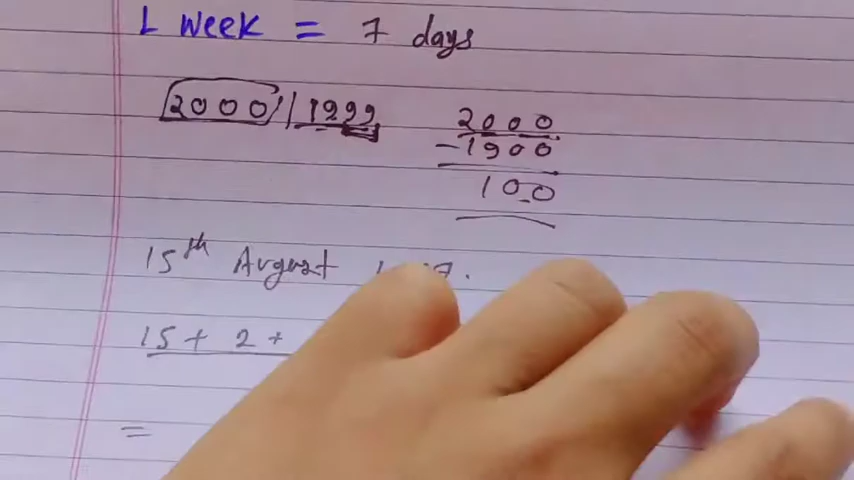 1 week = 7 days
2000 | 1999
2000
- 1900
100
15th August
15 + 2 +
=